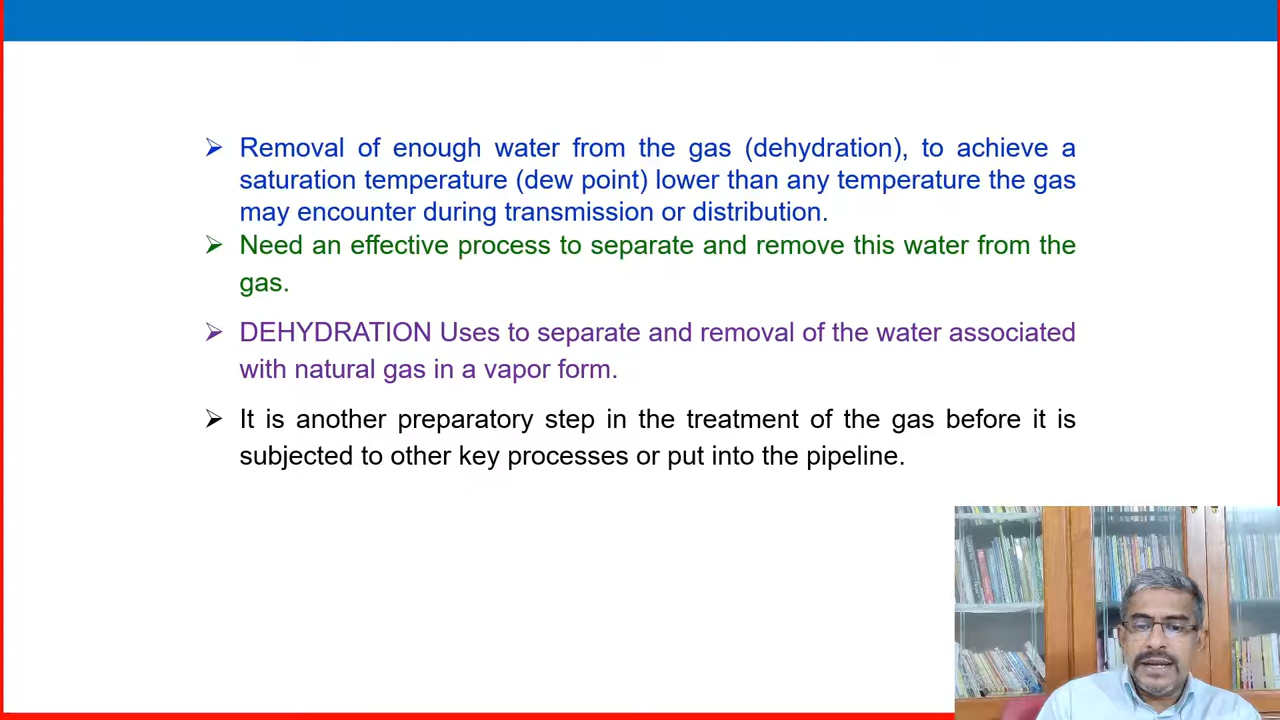 Removal of enough water from the gas (dehydration), to achieve a
saturation temperature (dew point) lower than any temperature the gas
may encounter during transmission or distribution.
Need an effective process to separate and remove this water from the
gas.
DEHYDRATION Uses to separate and removal of the water associated
with natural gas in a vapor form.
It is another preparatory step in the treatment of the gas before it is
subjected to other key processes or put into the pipeline.